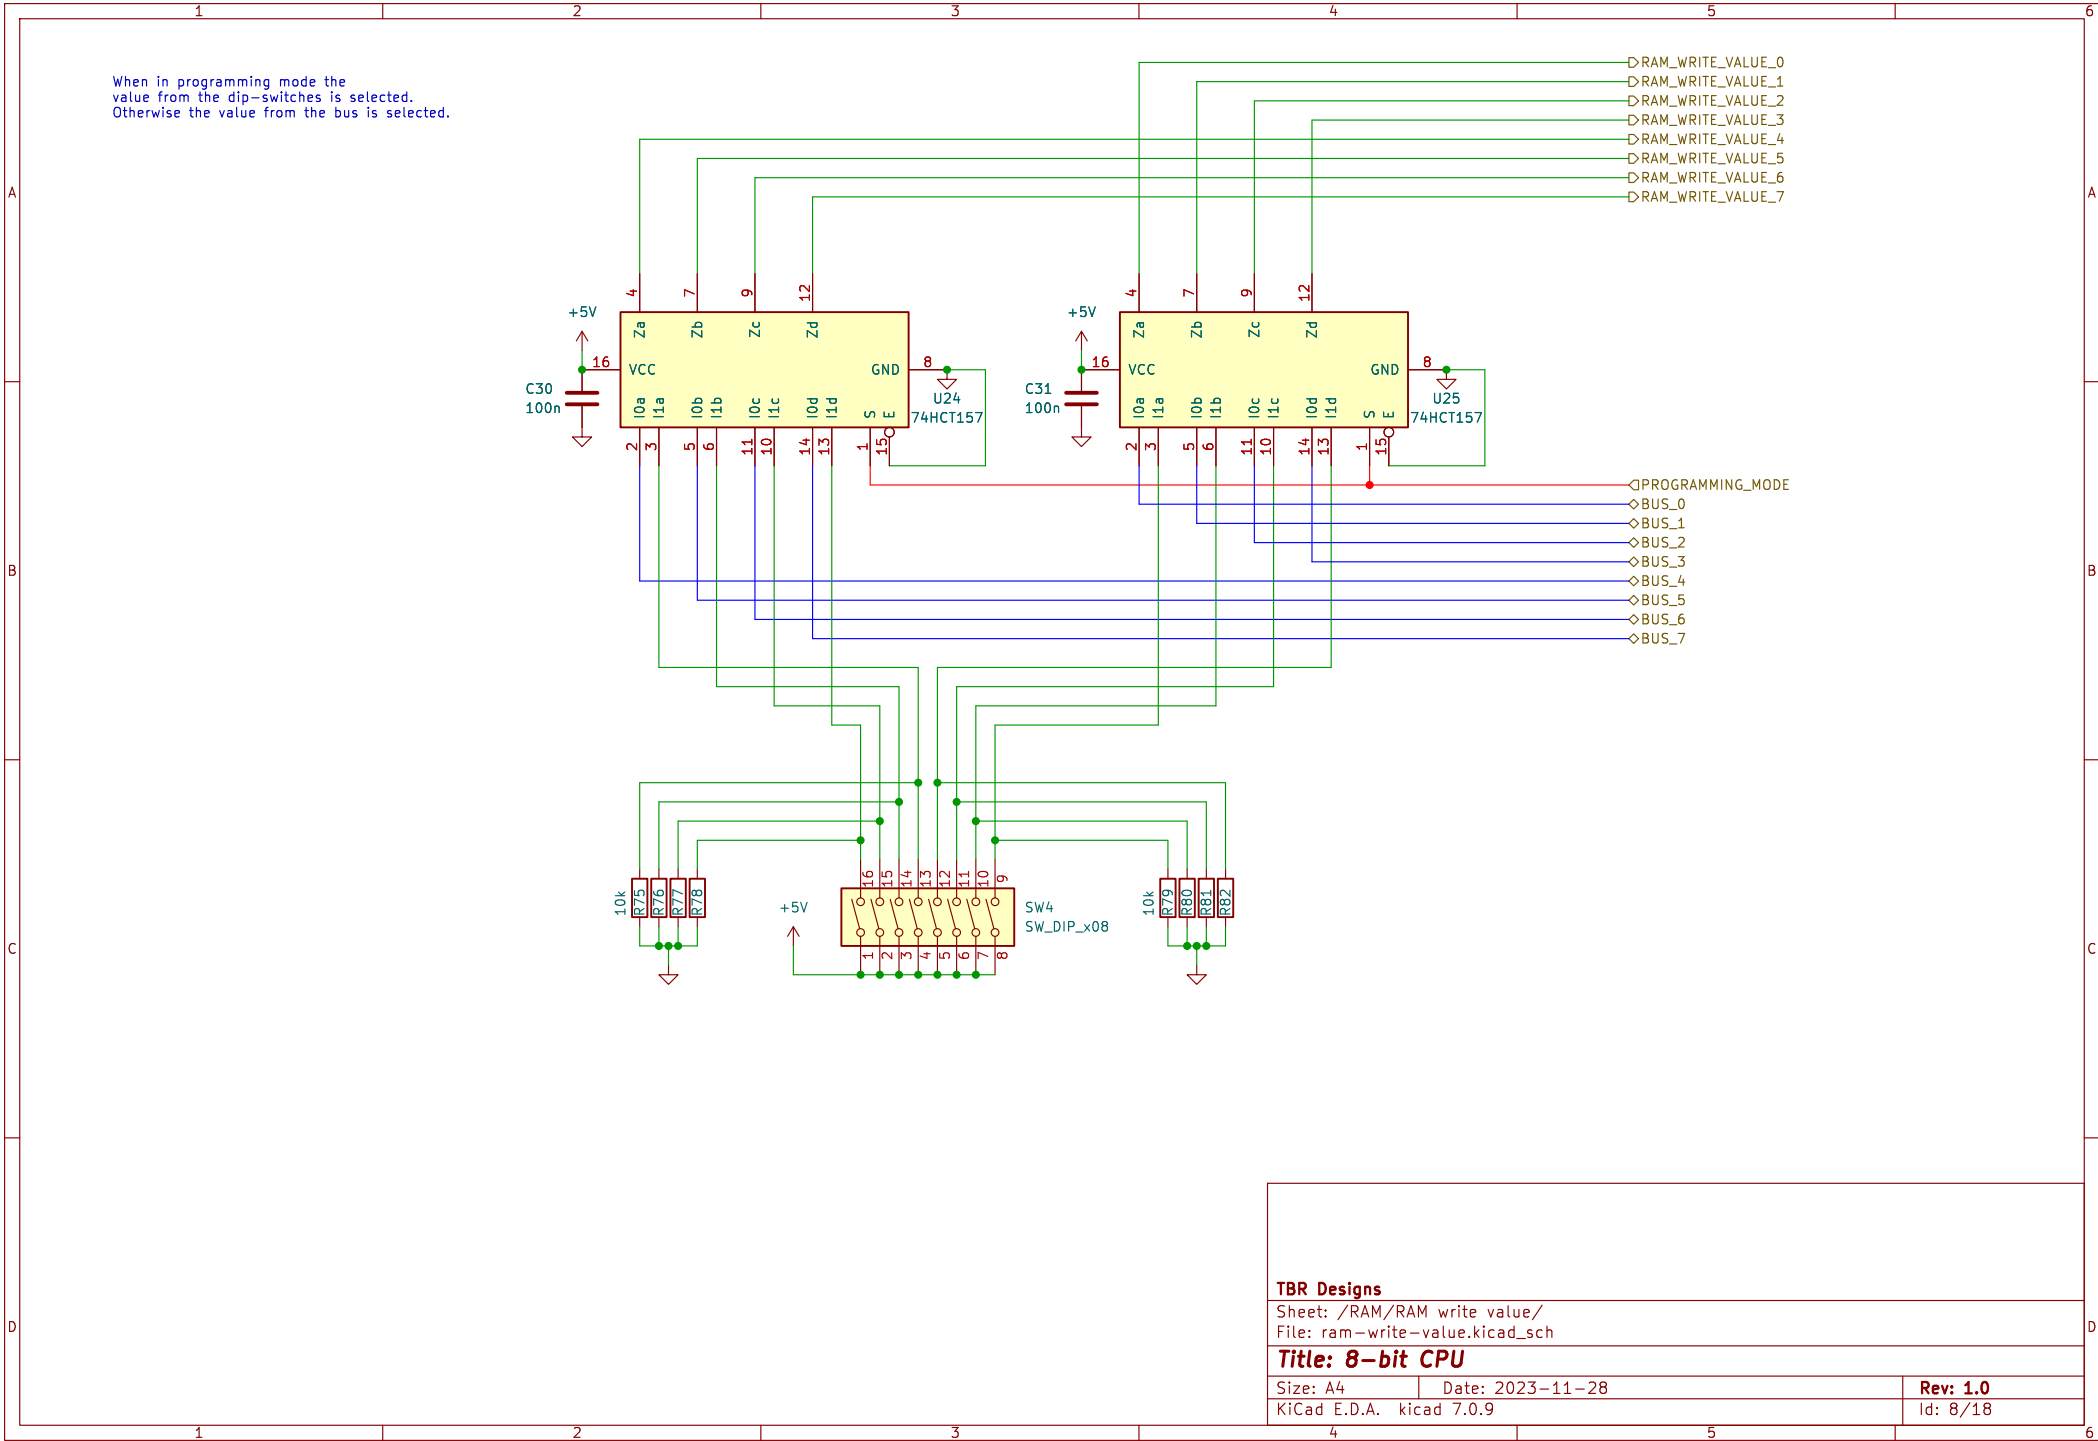 1 2 3 4 5 6
When in programming mode the
value from the dip-switches is selected.
Otherwise the value from the bus is selected.
RAM_WRITE_VALUE_0
RAM_WRITE_VALUE_1
RAM_WRITE_VALUE_2
RAM_WRITE_VALUE_3
RAM_WRITE_VALUE_4
RAM_WRITE_VALUE_5
RAM_WRITE_VALUE_6
RAM_WRITE_VALUE_7
A A
4 7 9 12 4 7 9 12
+5V +5V
Za Zb Zc Zd Za Zb Zc Zd
16 VCC GND 8 16 VCC GND 8
C30 U24 C31 U25
100n 74HCT157 100n 74HCT157
I0a I1a I0b I1b I0c I1c I0d I1d S E I0a I1a I0b I1b I0c I1c I0d I1d S E
2 3 5 6 11 10 14 13 1 15 2 3 5 6 11 10 14 13 1 15
PROGRAMMING_MODE
BUS_0
BUS_1
BUS_2
BUS_3
B B
BUS_4
BUS_5
BUS_6
BUS_7
16 15 14 13 12 11 10 9
10k R75 R76 R77 R78 10k R79 R80 R81 R82
+5V SW4
SW_DIP_x08
C C
1 2 3 4 5 6 7 8
TBR Designs
Sheet: /RAM/RAM write value/
File: ram-write-value.kicad_sch
D D
Title: 8-bit CPU
Size: A4 Date: 2023-11-28 Rev: 1.0
KiCad E.D.A. kicad 7.0.9 Id: 8/18
1 2 3 4 5 6